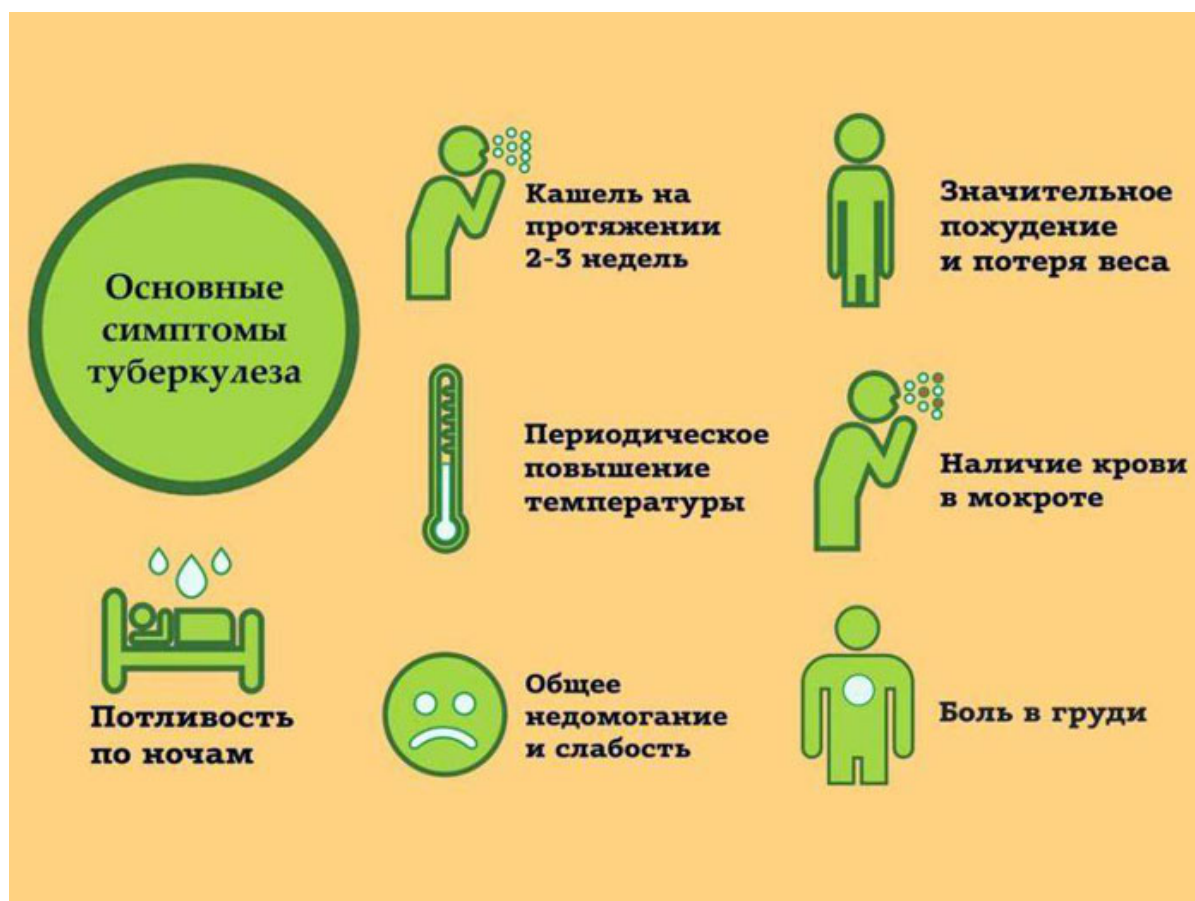 Основные
симптомы
туберкулеза
Кашель на
протяжении
2-3 недель
Значительное
похудение
и потеря веса
Периодическое
повышение
температуры
Наличие крови
в мокроте
Потливость
по ночам
Общее
недомогание
и слабость
Боль в груди